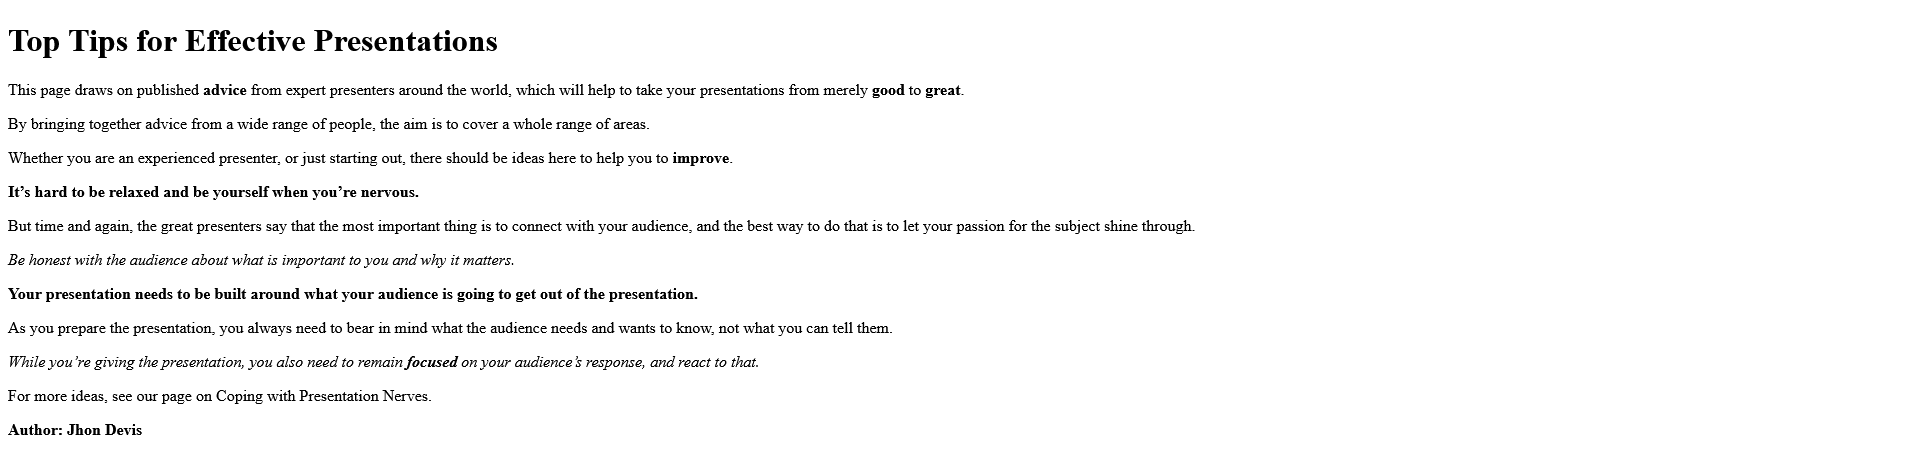 Top Tips for Effective Presentations
This page draws on published advice from expert presenters around the world, which will help to take your presentations from merely good to great.
By bringing together advice from a wide range of people, the aim is to cover a whole range of areas.
Whether you are an experienced presenter, or just starting out, there should be ideas here to help you to improve.
It’s hard to be relaxed and be yourself when you’re nervous.
But time and again, the great presenters say that the most important thing is to connect with your audience, and the best way to do that is to let your passion for the subject shine through.
Be honest with the audience about what is important to you and why it matters.
Your presentation needs to be built around what your audience is going to get out of the presentation.
As you prepare the presentation, you always need to bear in mind what the audience needs and wants to know, not what you can tell them.
While you’re giving the presentation, you also need to remain focused on your audience’s response, and react to that.
For more ideas, see our page on Coping with Presentation Nerves.
Author: Jhon Devis